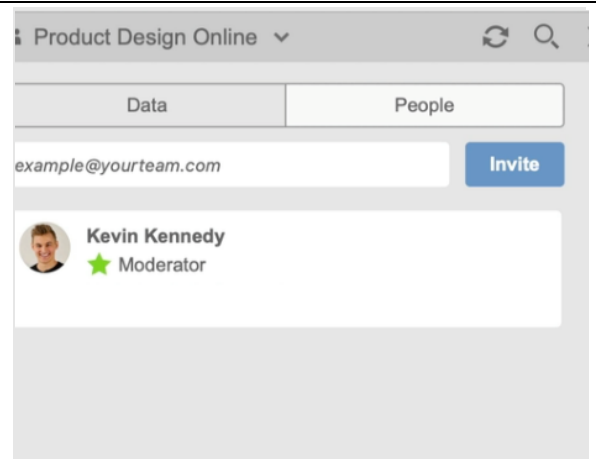 Product Design Online
Data People
example@yourteam.com Invite
Kevin Kennedy
Moderator